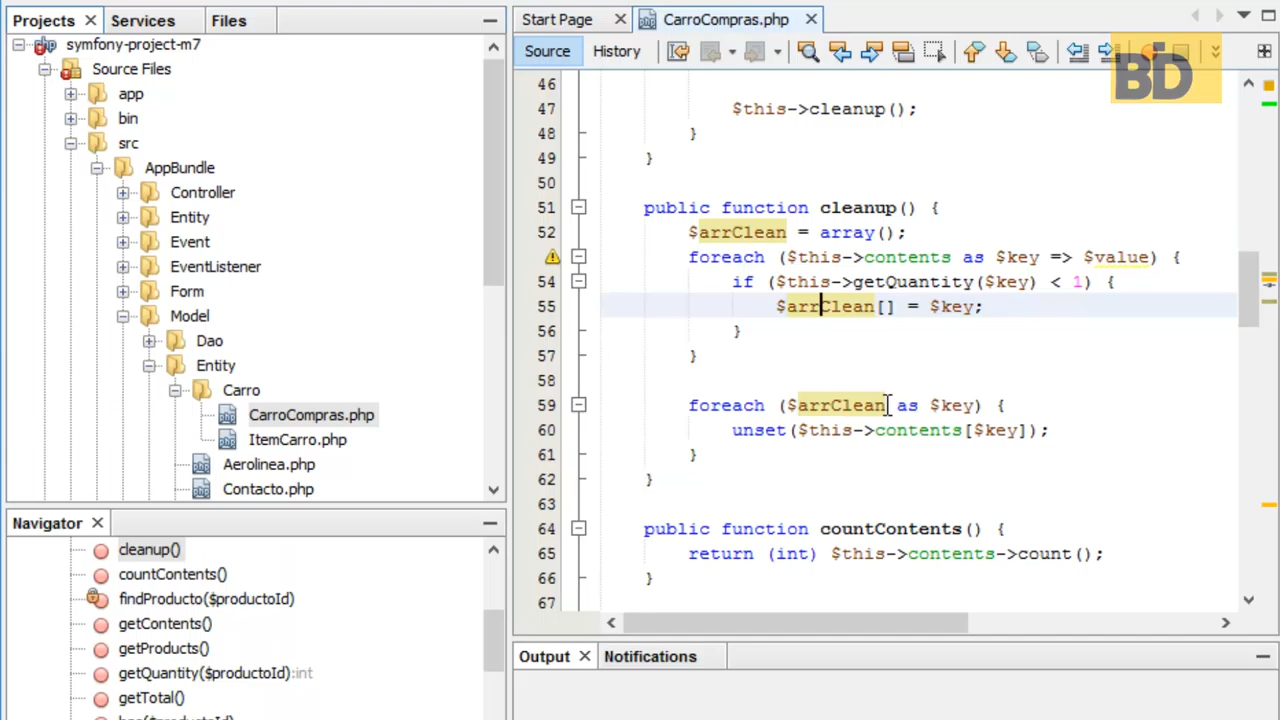 Projects
Services
Files
symfony-project-m7
Source Files
app
bin
src
AppBundle
Controller
Entity
Event
EventListener
Form
Model
Dao
Entity
Carro
CarroCompras.php
ItemCarro.php
Aerolinea.php
Contacto.php
Navigator
cleanup()
countContents()
findProducto($productoId)
getContents()
getProducts()
getQuantity($productoId):int
getTotal()
Start Page
CarroCompras.php
Source
History
BD
46
47 $this->cleanup();
48 }
49 }
50
51 public function cleanup() {
52 $arrClean = array();
foreach ($this->contents as $key => $value) {
54 if ($this->getQuantity($key) < 1) {
55 $arrClean[] = $key;
56 }
57 }
58
59 foreach ($arrClean as $key) {
60 unset($this->contents[$key]);
61 }
62 }
63
64 public function countContents() {
65 return (int) $this->contents->count();
66 }
67
Output
Notifications